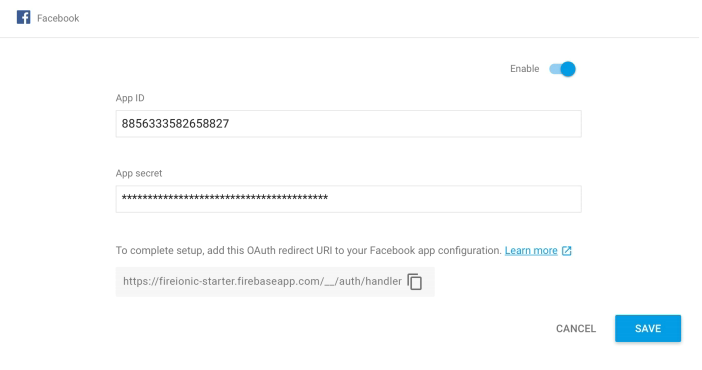 Facebook
Enable
App ID
8856333582658827
App secret
****************************************
To complete setup, add this OAuth redirect URI to your Facebook app configuration. Learn more
https://fireionic-starter.firebaseapp.com/__/auth/handler
CANCEL SAVE